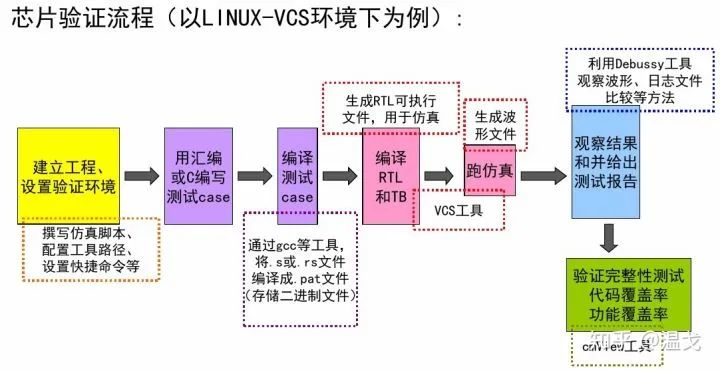 芯片验证流程（以LINUX-VCS环境下为例）：
建立工程、
设置验证环境
撰写仿真脚本、
配置工具路径、
设置快捷命令等
用汇编
或C编写
测试case
编译
测试
case
通过gcc等工具，
将.s或.rs文件
编译成.pat文件
（存储二进制文件）
生成RTL可执行
文件，用于仿真
编译
RTL
和TB
生成波
形文件
跑仿真
VCS工具
利用Debussy工具
观察波形、日志文件
比较等方法
观察结果
和并给出
测试报告
验证完整性测试
代码覆盖率
功能覆盖率
cmView工具
知乎 @温戈